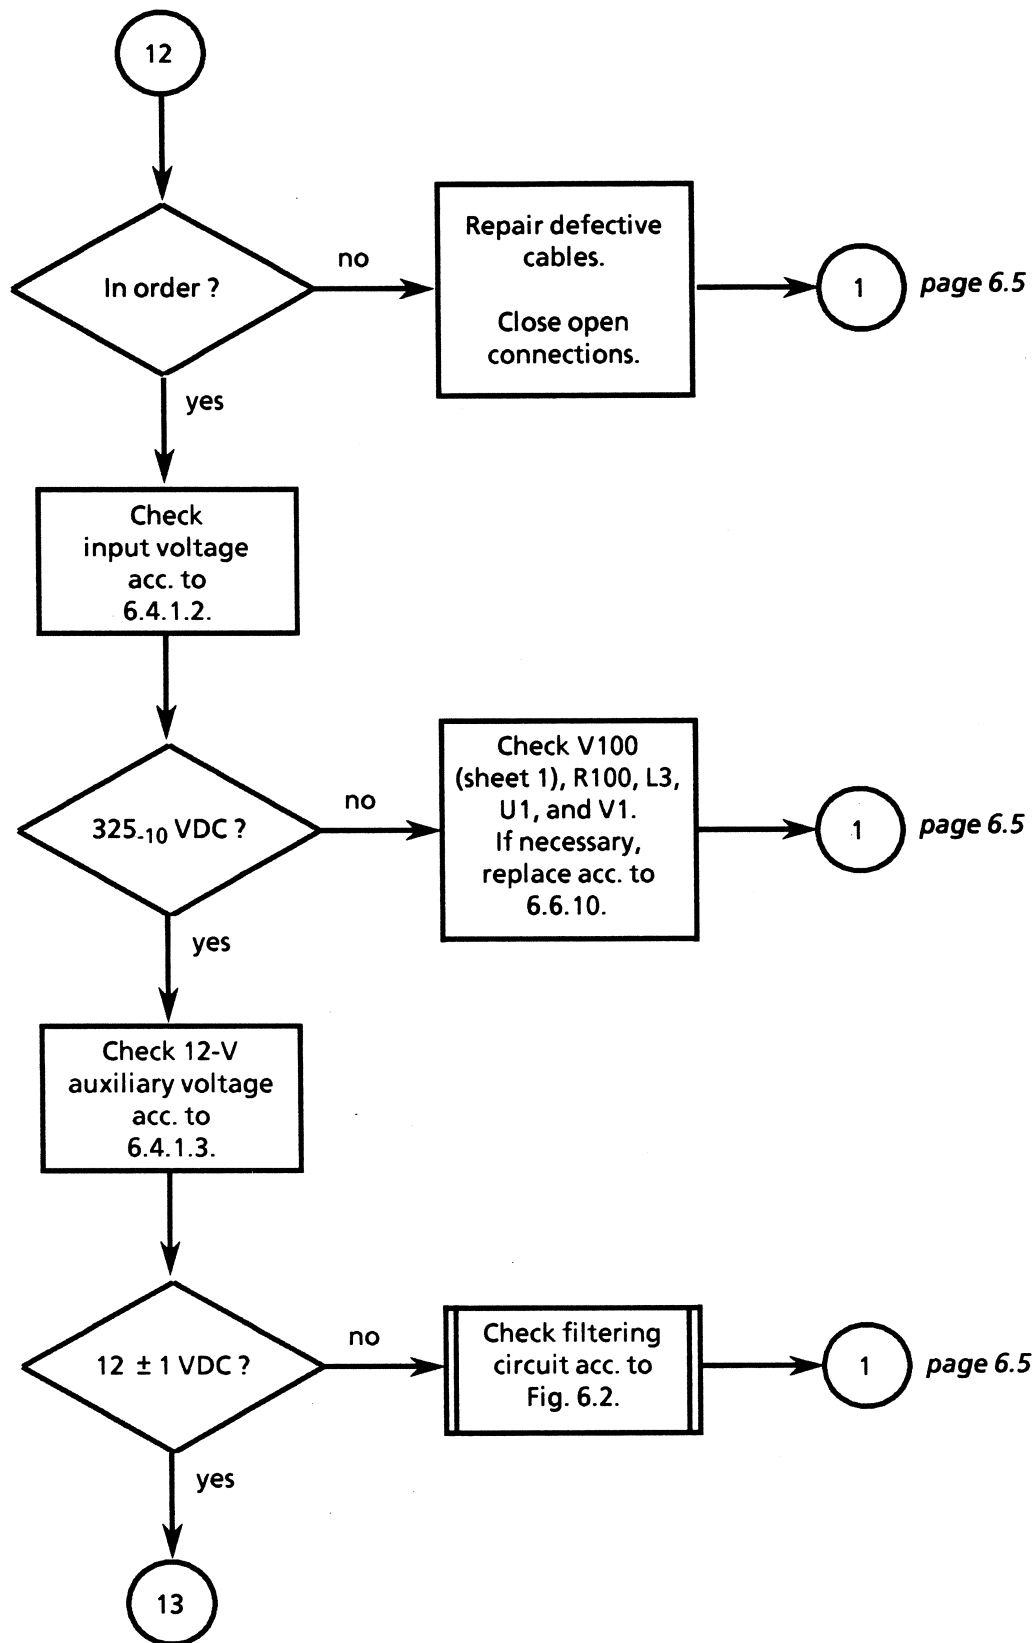 12
In order ?
no
Repair defective
cables.
Close open
connections.
1
page 6.5
yes
Check
input voltage
acc. to
6.4.1.2.
325-10 VDC ?
no
Check V100
(sheet 1), R100, L3,
U1, and V1.
If necessary,
replace acc. to
6.6.10.
1
page 6.5
yes
Check 12-V
auxiliary voltage
acc. to
6.4.1.3.
12 ± 1 VDC ?
no
Check filtering
circuit acc. to
Fig. 6.2.
1
page 6.5
yes
13